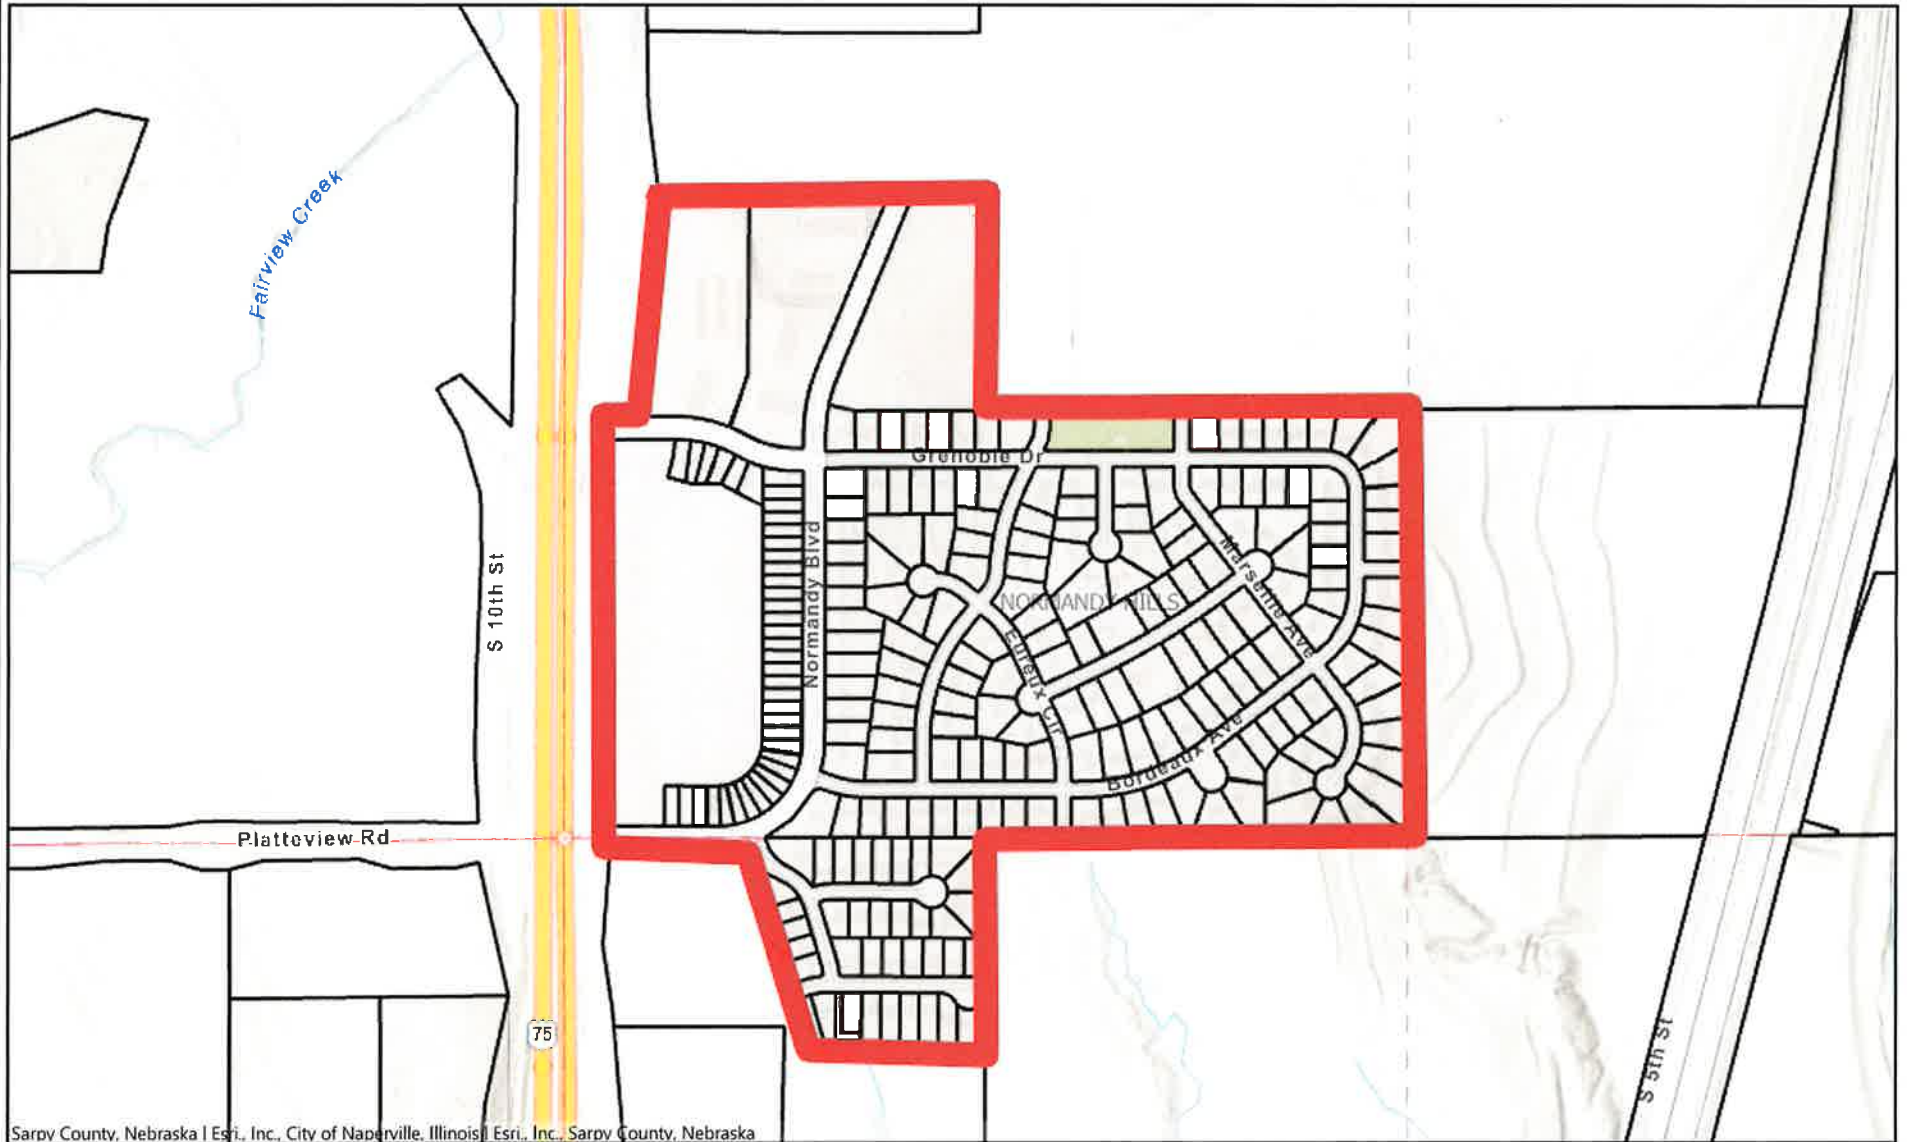 Fairview Creek
Grenoble Dr
S 10th St
Normandy Blvd
Marseille Ave
NORMANDY HILLS
Eureux Cir
Bordeaux Ave
Platteview Rd
75
S 5th St
Sarpy County, Nebraska | Esri., Inc., City of Naperville, Illinois | Esri., Inc., Sarpy County, Nebraska